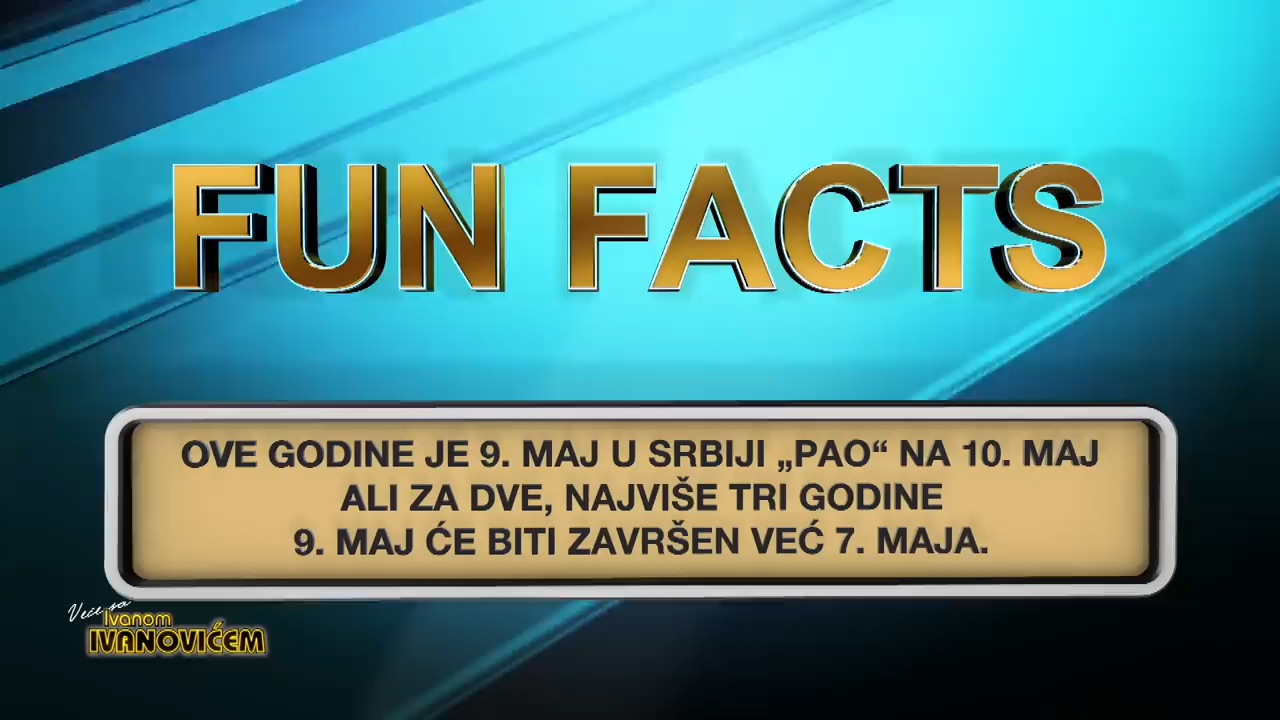 FUN FACTS
OVE GODINE JE 9. MAJ U SRBIJI „PAO“ NA 10. MAJ
ALI ZA DVE, NAJVIŠE TRI GODINE
9. MAJ ĆE BITI ZAVRŠEN VEĆ 7. MAJA.
Veče sa
Ivanom
IVANOVIĆEM